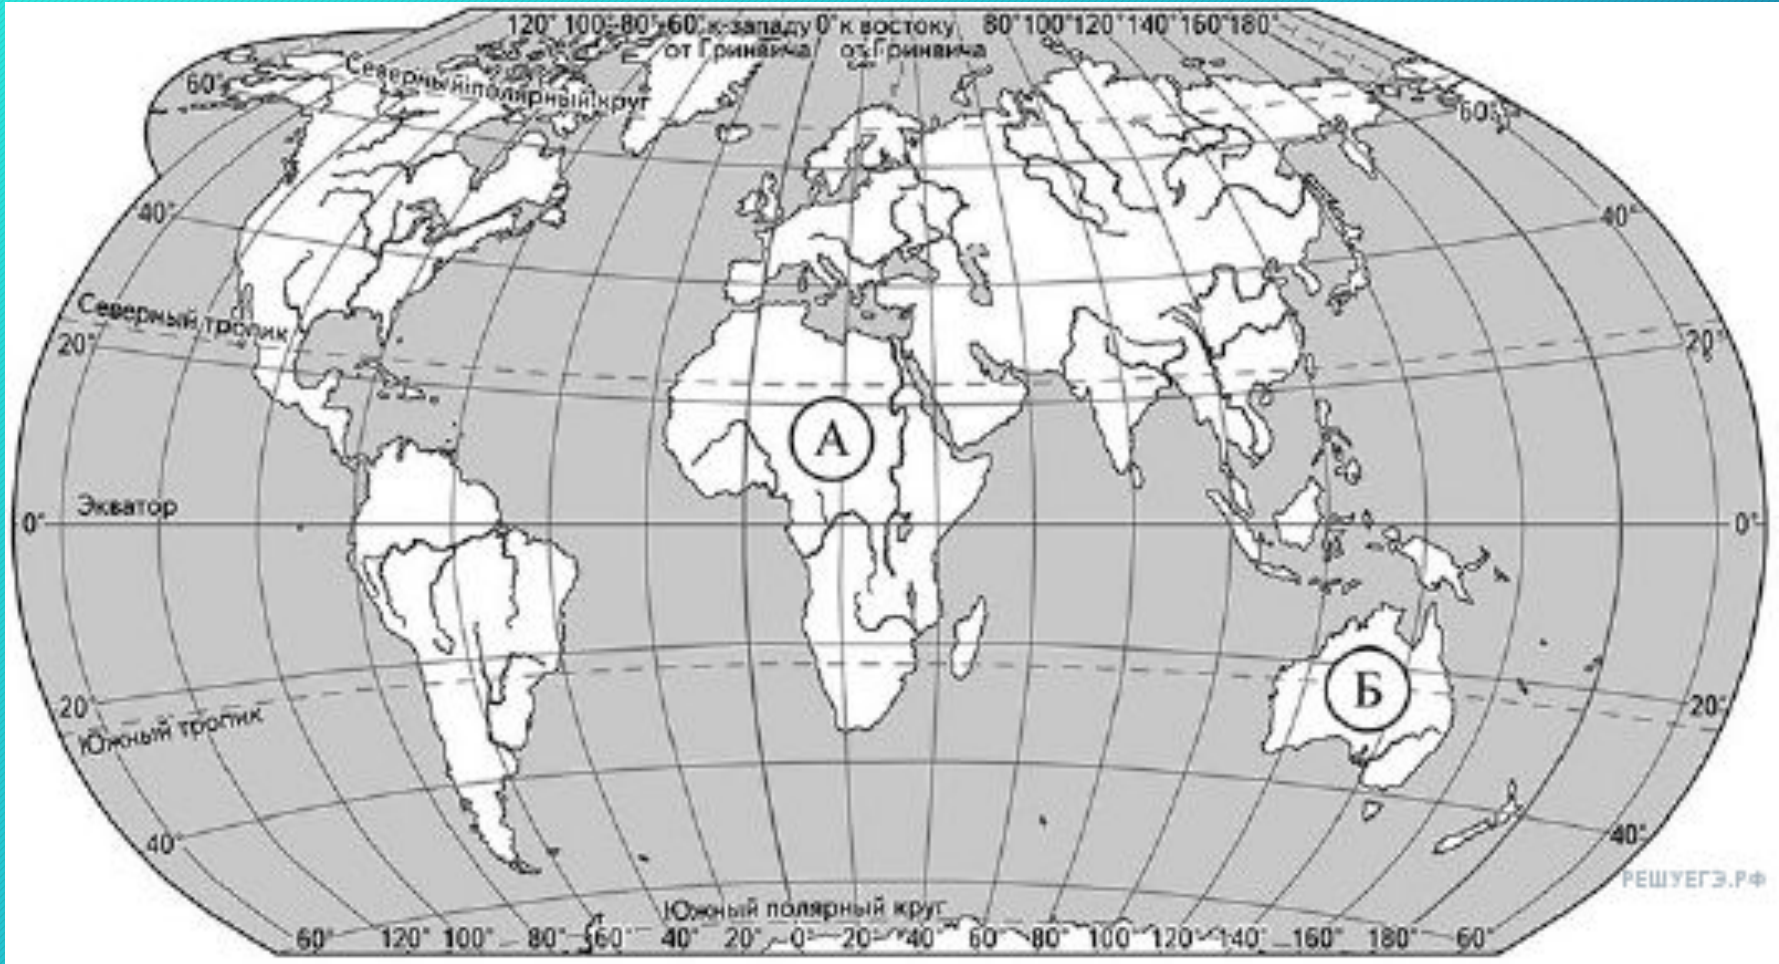 120° 100° 80° 60° к западу 0° к востоку 80° 100° 120° 140° 160° 180°
от Гринвича от Гринвича
Северный полярный круг
60° 60°
40° 40°
Северный тропик
20° 20°
А
Экватор
0° 0°
Б
20° 20°
Южный тропик
40° 40°
РЕШУЕГЭ.РФ
Южный полярный круг
60° 120° 100° 80° 60° 40° 20° 0° 20° 40° 60° 80° 100° 120° 140° 160° 180° 60°